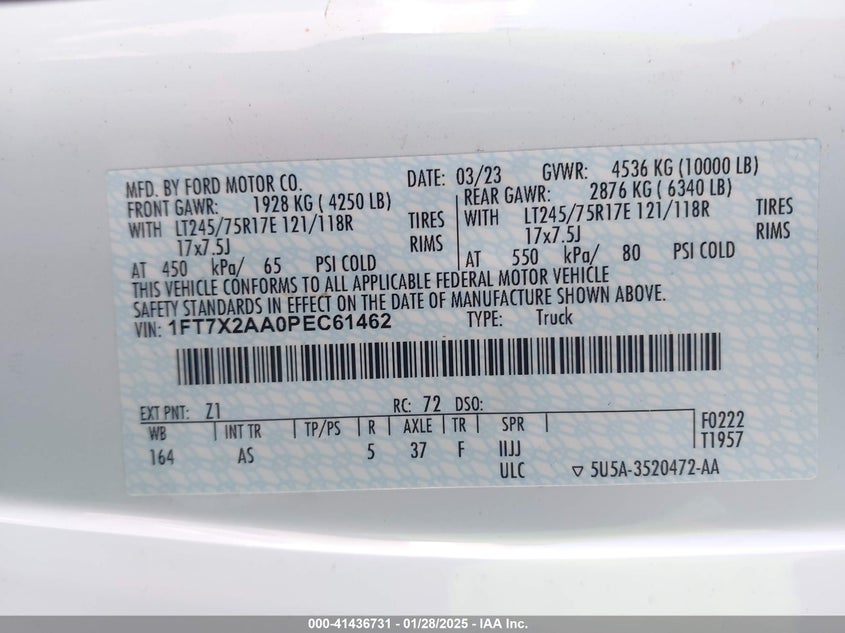 MFD. BY FORD MOTOR CO. DATE: 03/23 GVWR: 4536 KG (10000 LB)
FRONT GAWR: 1928 KG ( 4250 LB) REAR GAWR: 2876 KG ( 6340 LB)
WITH LT245/75R17E 121/118R TIRES WITH LT245/75R17E 121/118R TIRES
17x7.5J RIMS 17x7.5J RIMS
AT 450 kPa/ 65 PSI COLD AT 550 kPa/ 80 PSI COLD
THIS VEHICLE CONFORMS TO ALL APPLICABLE FEDERAL MOTOR VEHICLE
SAFETY STANDARDS IN EFFECT ON THE DATE OF MANUFACTURE SHOWN ABOVE.
VIN: 1FT7X2AA0PEC61462 TYPE: Truck
EXT PNT: Z1 RC: 72 DSO:
WB INT TR TP/PS R AXLE TR SPR F0222
164 AS 5 37 F IIJJ T1957
ULC ▽ 5U5A-3520472-AA
000-41436731 - 01/28/2025 - IAA Inc.